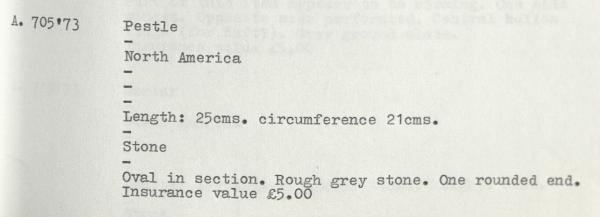 A. 705'73 Pestle
–
North America
–
–
–
Length: 25cms. circumference 21cms.
–
Stone
–
Oval in section. Rough grey stone. One rounded end.
Insurance value £5.00